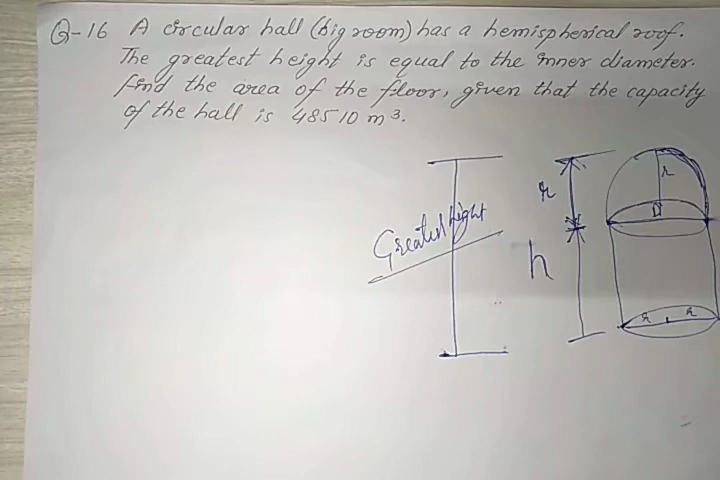 Q-16 A circular hall (big room) has a hemispherical roof.
The greatest height is equal to the inner diameter.
find the area of the floor, given that the capacity
of the hall is 48510 m3.
r
r
Greatest hight
h
r r